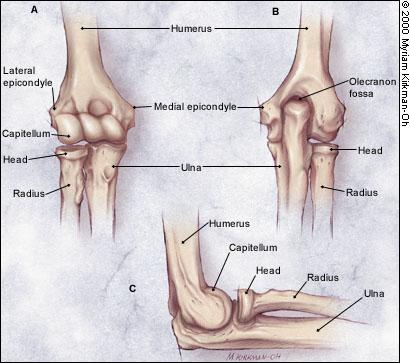 A
B
Humerus
Lateral
epicondyle
Medial epicondyle
Olecranon
fossa
Capitellum
Head
Ulna
Head
Radius
Radius
Humerus
Capitellum
Head
Radius
Ulna
C
M. KIRKMAN-OH
© 2000 Myriam Kirkman-Oh